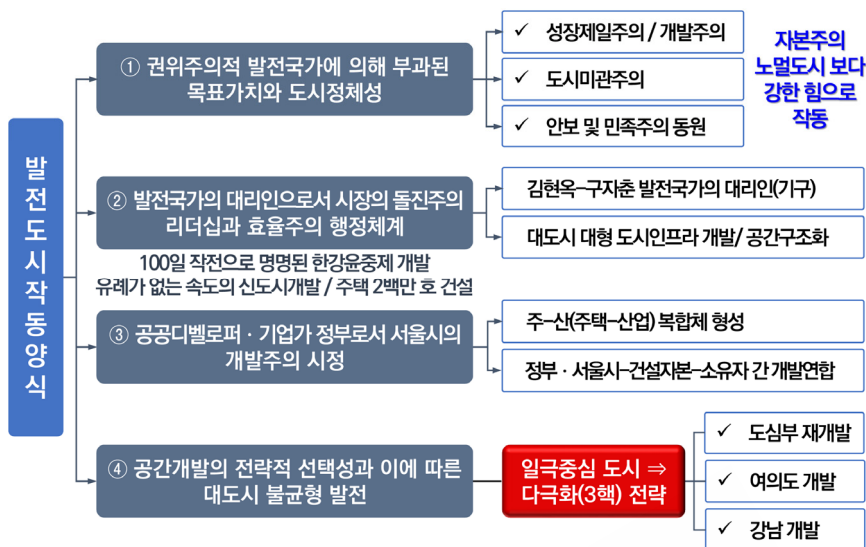 발전도시작동양식
① 권위주의적 발전국가에 의해 부과된
목표가치와 도시정체성
✓ 성장제일주의 / 개발주의
✓ 도시미관주의
✓ 안보 및 민족주의 동원
자본주의
노멀도시 보다
강한 힘으로
작동
② 발전국가의 대리인으로서 시장의 돌진주의
리더십과 효율주의 행정체계
김현옥–구자춘 발전국가의 대리인(기구)
대도시 대형 도시인프라 개발/ 공간구조화
100일 작전으로 명명된 한강윤중제 개발
유례가 없는 속도의 신도시개발 / 주택 2백만 호 건설
③ 공공디벨로퍼 · 기업가 정부로서 서울시의
개발주의 시정
주–산(주택–산업) 복합체 형성
정부 · 서울시–건설자본–소유자 간 개발연합
④ 공간개발의 전략적 선택성과 이에 따른
대도시 불균형 발전
일극중심 도시 ⇒
다극화(3핵) 전략
✓ 도심부 재개발
✓ 여의도 개발
✓ 강남 개발